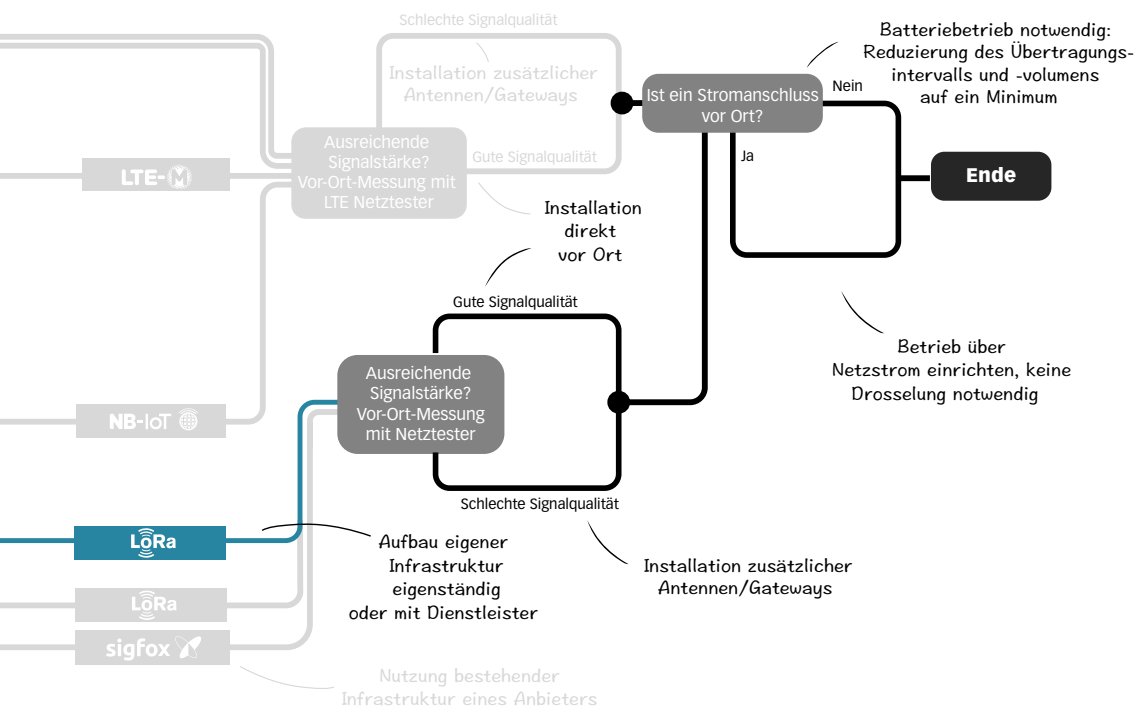 Schlechte Signalqualität
Installation zusätzlicher
Antennen/Gateways
Ausreichende
Signalstärke?
Vor-Ort-Messung mit
LTE Netztester
Gute Signalqualität
LTE-M
Installation
direkt
vor Ort
Ist ein Stromanschluss
vor Ort?
Nein
Ja
Batteriebetrieb notwendig:
Reduzierung des Übertragungs-
intervalls und -volumens
auf ein Minimum
Ende
Betrieb über
Netzstrom einrichten, keine
Drosselung notwendig
Gute Signalqualität
Ausreichende
Signalstärke?
Vor-Ort-Messung
mit Netztester
NB-IoT
Schlechte Signalqualität
Installation zusätzlicher
Antennen/Gateways
LoRa
Aufbau eigener
Infrastruktur
eigenständig
oder mit Dienstleister
LoRa
sigfox
Nutzung bestehender
Infrastruktur eines Anbieters